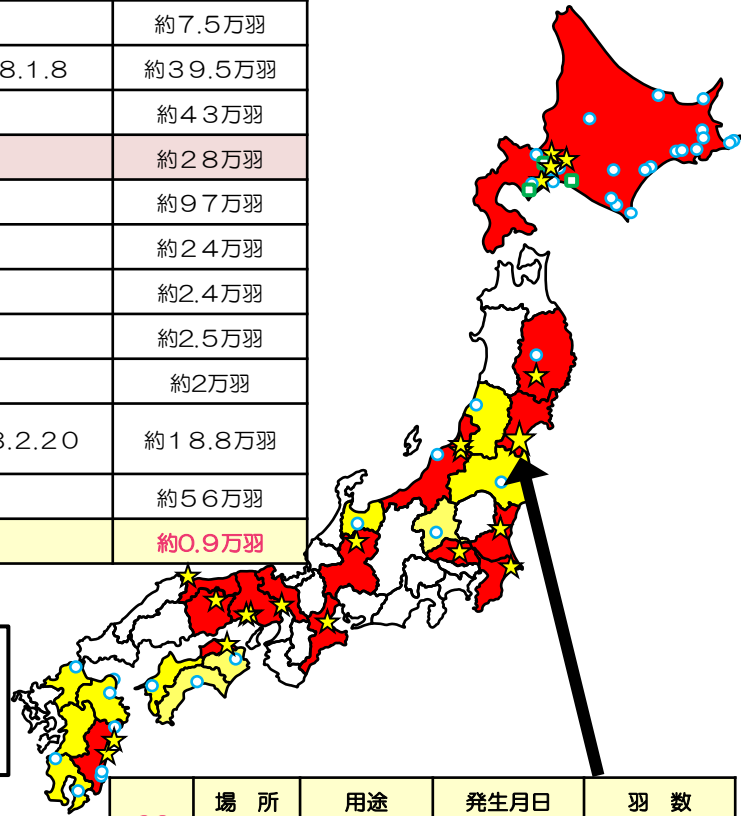 約7.5万羽
8.1.8 約39.5万羽
約43万羽
約28万羽
約97万羽
約24万羽
約2.4万羽
約2.5万羽
約2万羽
.2.20 約18.8万羽
約56万羽
約0.9万羽
場 所 用途 発生月日 羽 数